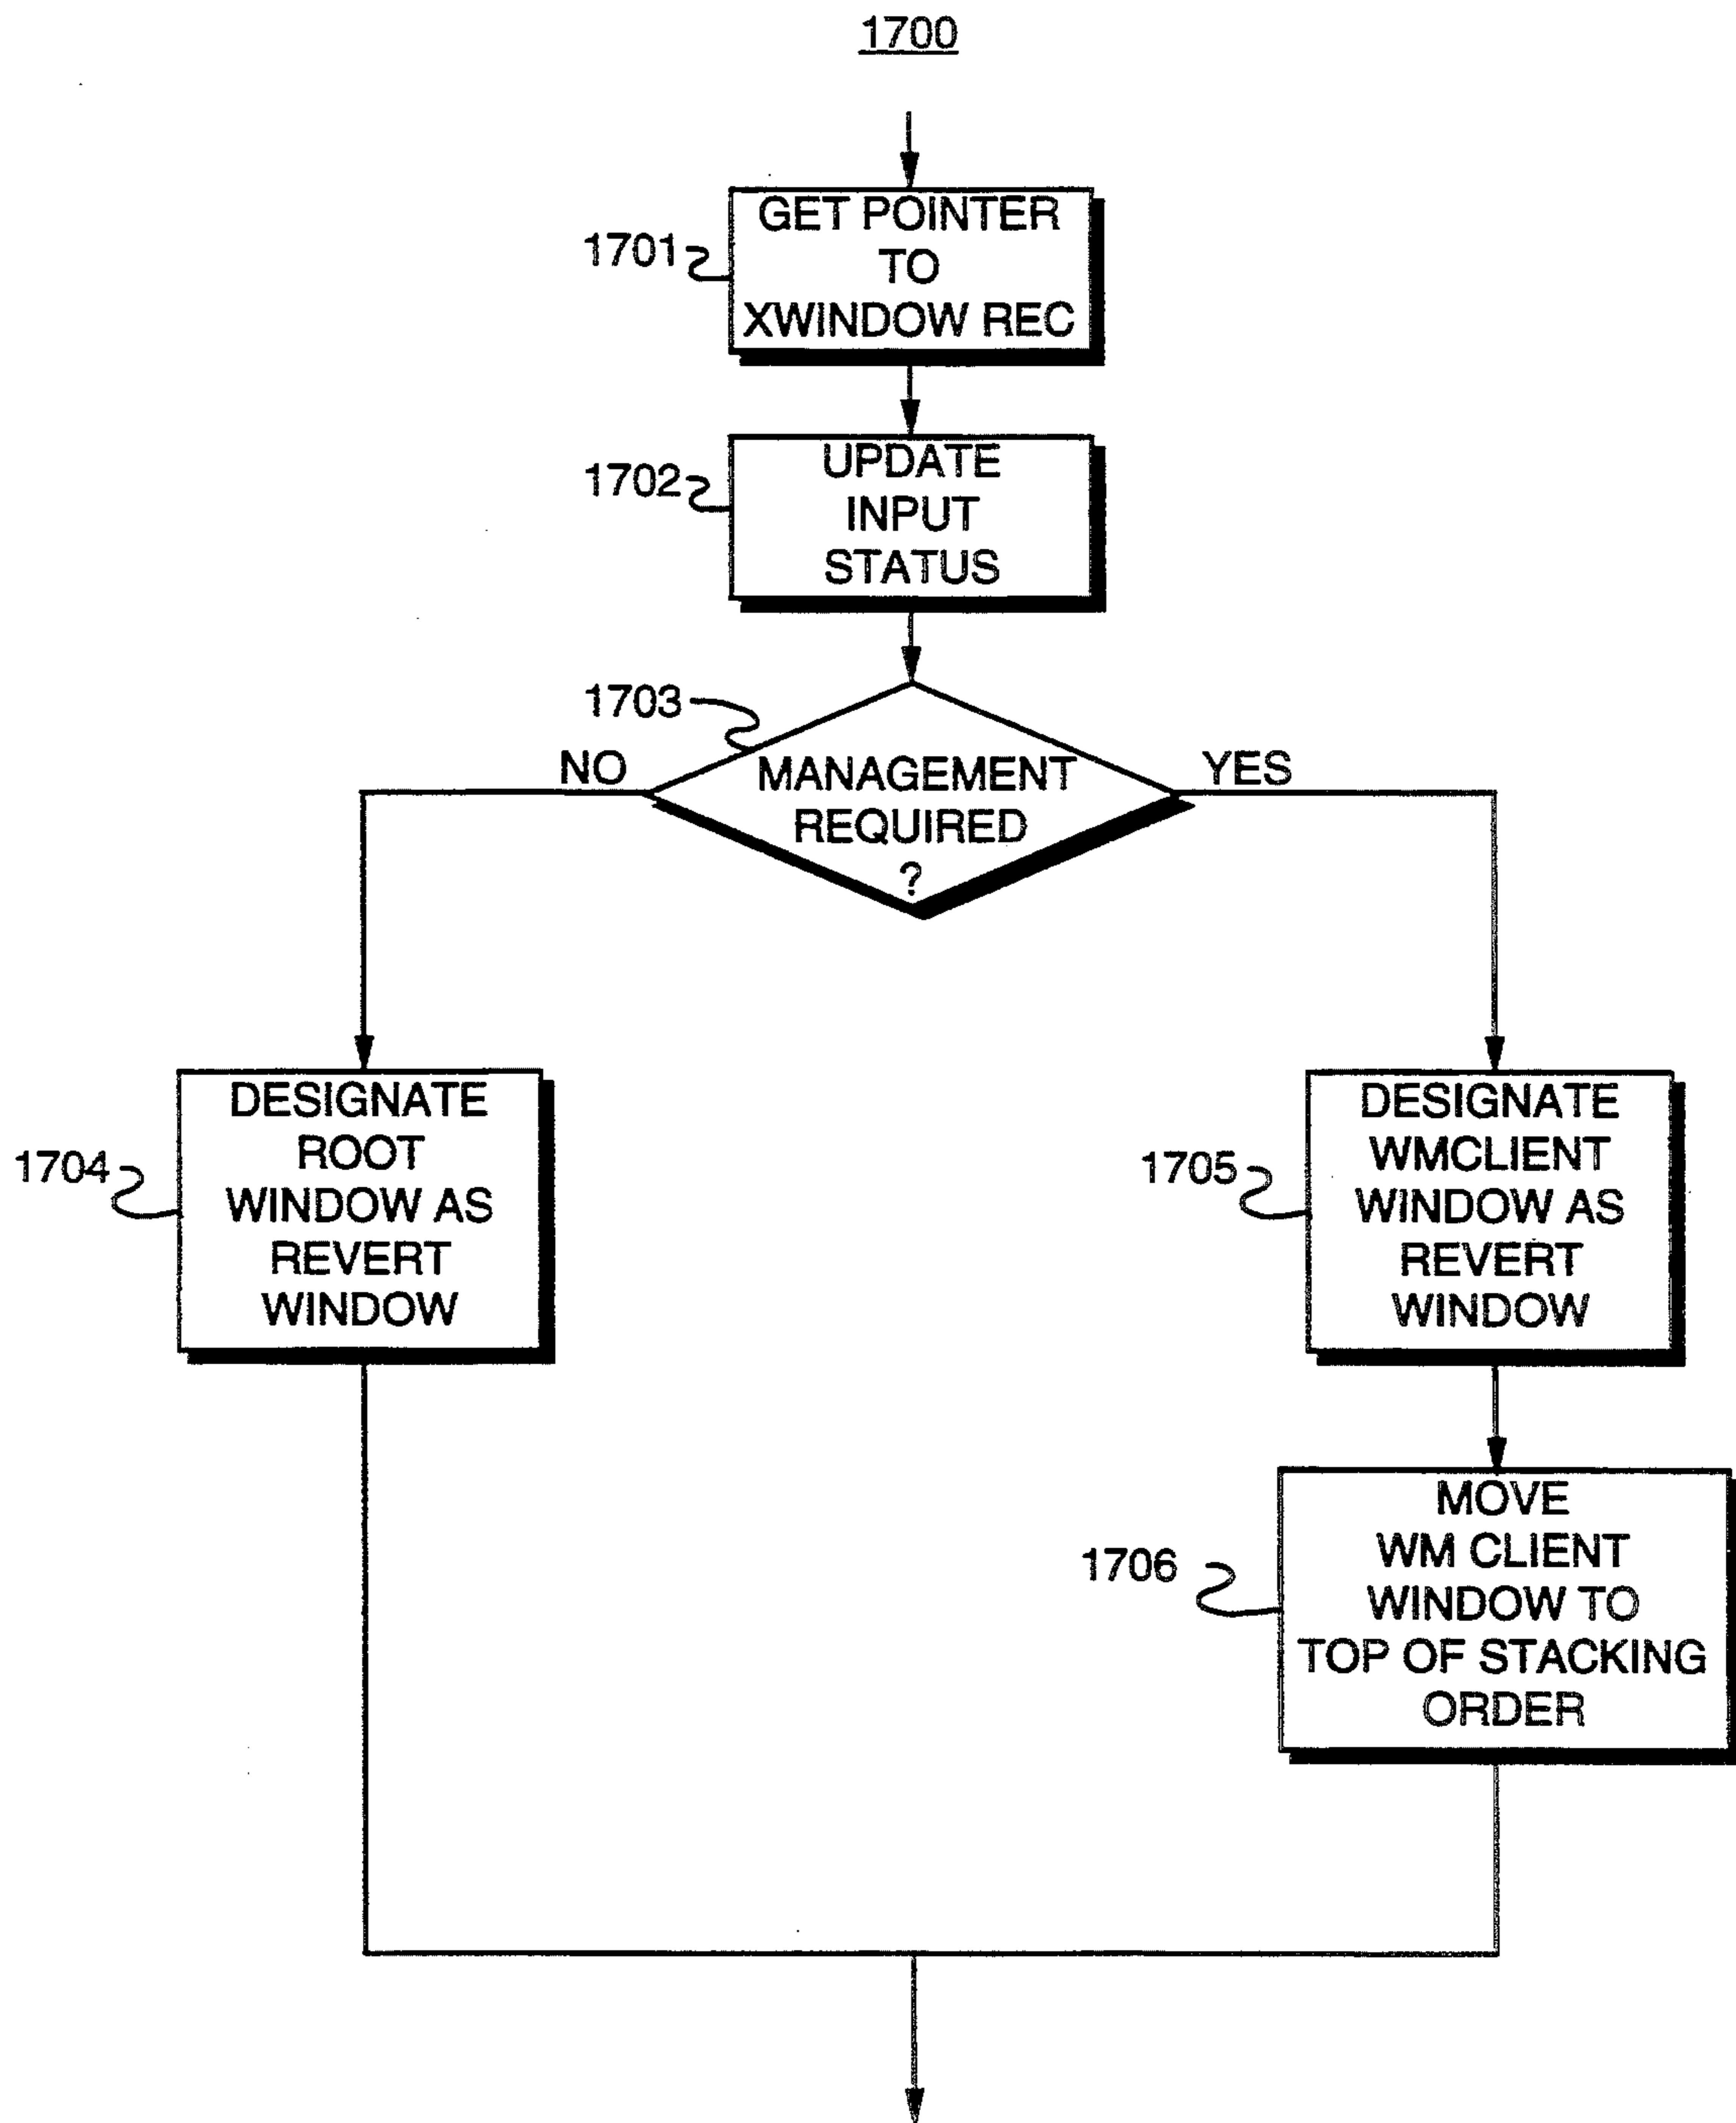 1700
1701
GET POINTER
TO
XWINDOW REC
1702
UPDATE
INPUT
STATUS
1703
NO
MANAGEMENT
REQUIRED
?
YES
1704
DESIGNATE
ROOT
WINDOW AS
REVERT
WINDOW
1705
DESIGNATE
WMCLIENT
WINDOW AS
REVERT
WINDOW
1706
MOVE
WM CLIENT
WINDOW TO
TOP OF STACKING
ORDER